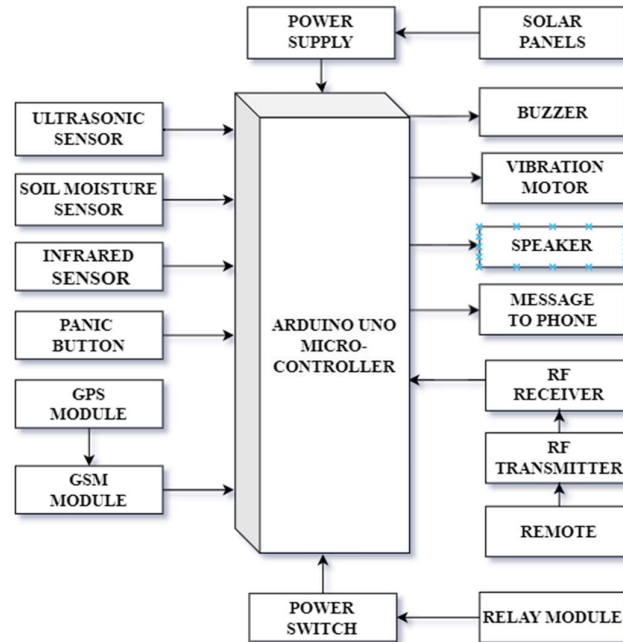 POWER
SUPPLY
SOLAR
PANELS
ULTRASONIC
SENSOR
SOIL MOISTURE
SENSOR
INFRARED
SENSOR
PANIC
BUTTON
GPS
MODULE
GSM
MODULE
ARDUINO UNO
MICRO-
CONTROLLER
BUZZER
VIBRATION
MOTOR
SPEAKER
MESSAGE
TO PHONE
RF
RECEIVER
RF
TRANSMITTER
REMOTE
POWER
SWITCH
RELAY MODULE